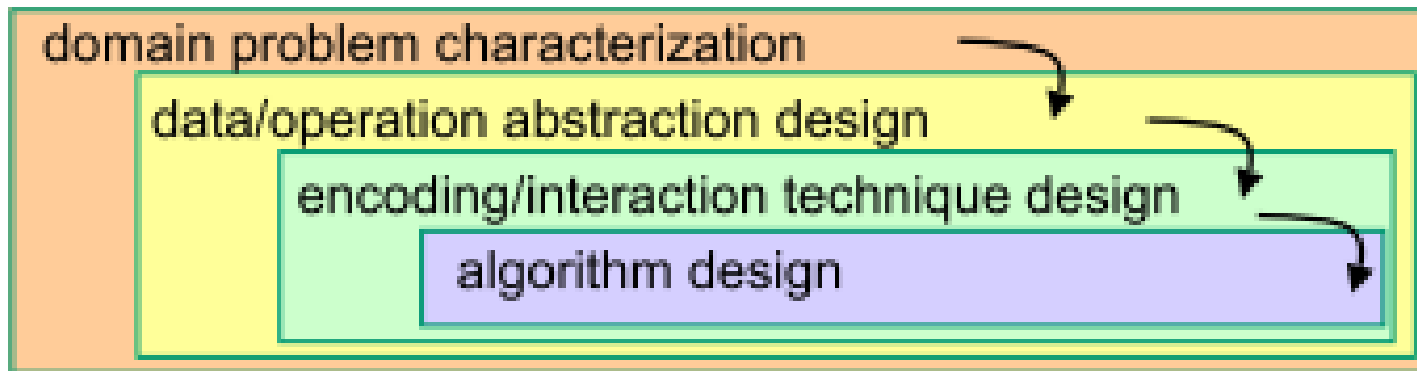 domain problem characterization
data/operation abstraction design
encoding/interaction technique design
algorithm design